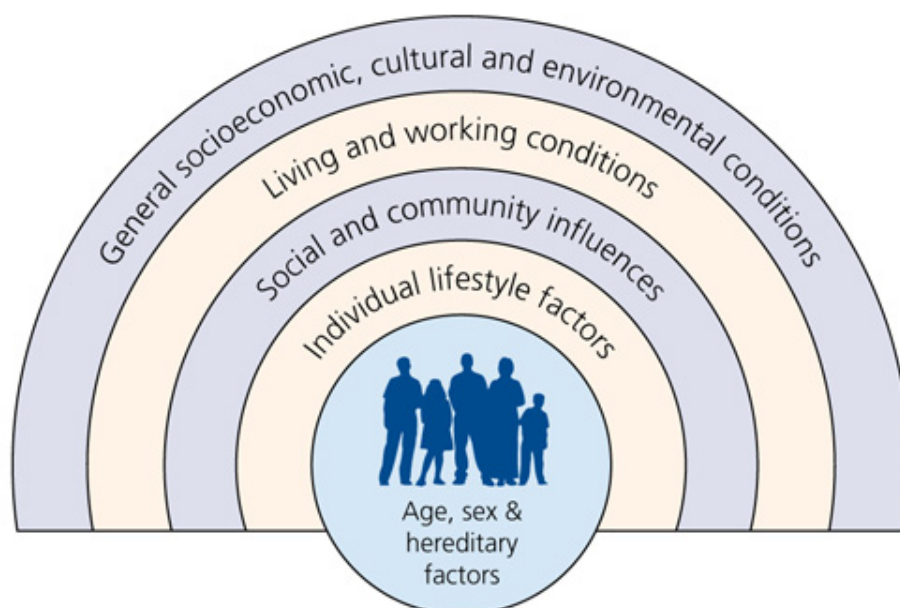 General socioeconomic, cultural and environmental conditions
Living and working conditions
Social and community influences
Individual lifestyle factors
Age, sex &
hereditary
factors